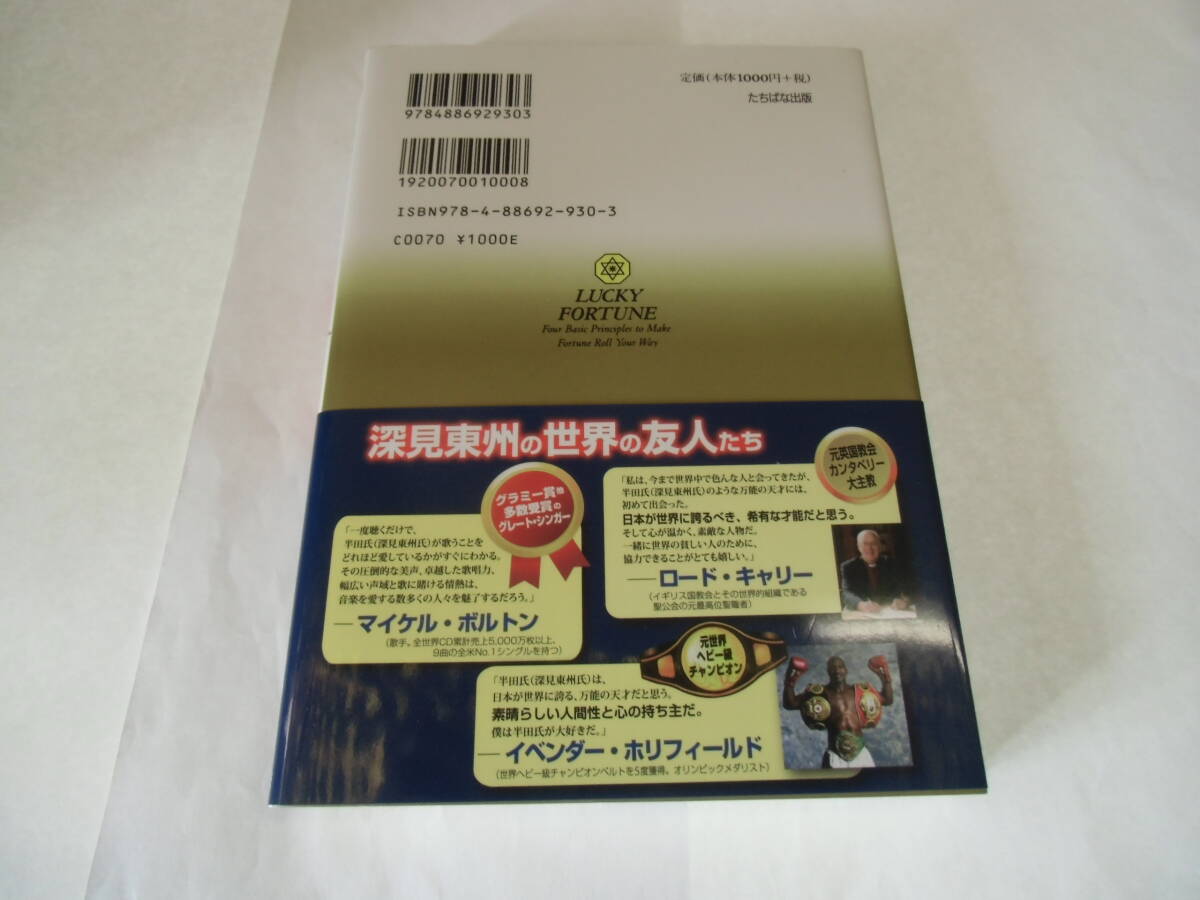 9784886929303
定価(本体1000円+税)
たちばな出版
1920070010008
ISBN978-4-88692-930-3
C0070 ¥1000E
LUCKY
FORTUNE
Four Basic Principles to Make
Fortune Roll Your Way
深見東州の世界の友人たち
グラミー賞他
多数受賞の
グレート・シンガー
「一度聴くだけで、
半田氏(深見東州氏)が歌うことを
どれほど愛しているかがすぐにわかる。
その圧倒的な美声、卓越した歌唱力、
幅広い声域と歌に賭ける情熱は、
音楽を愛する数多くの人々を魅了するだろう。」
―マイケル・ボルトン
(歌手。全世界CD累計売上5,000万枚以上、
9曲の全米No.1シングルを持つ)
元英国教会
カンタベリー
大主教
「私は、今まで世界中で色んな人と会ってきたが、
半田氏(深見東州氏)のような万能の天才には、
初めて出会った。
日本が世界に誇るべき、希有な才能だと思う。
そして心が温かく、素敵な人物だ。
一緒に世界の貧しい人のために、
協力できることがとても嬉しい。」
―ロード・キャリー
(イギリス国教会とその世界的組織である
聖公会の元最高位聖職者)
元世界
ヘビー級
チャンピオン
「半田氏(深見東州氏)は、
日本が世界に誇る、万能の天才だと思う。
素晴らしい人間性と心の持ち主だ。
僕は半田氏が大好きだ。」
―イベンダー・ホリフィールド
(世界ヘビー級チャンピオンベルトを5度獲得。オリンピックメダリスト)